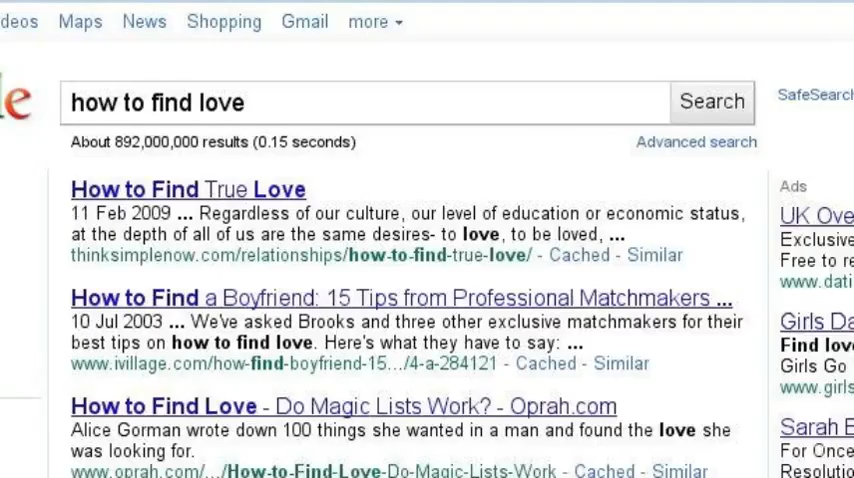 Maps News Shopping Gmail more
how to find love Search
About 892,000,000 results (0.15 seconds) Advanced search
How to Find True Love
11 Feb 2009 ... Regardless of our culture, our level of education or economic status,
at the depth of all of us are the same desires- to love, to be loved, ...
thinksimplenow.com/relationships/how-to-find-true-love/ - Cached - Similar
How to Find a Boyfriend: 15 Tips from Professional Matchmakers ...
10 Jul 2003 ... We've asked Brooks and three other exclusive matchmakers for their
best tips on how to find love. Here's what they have to say: ...
www.ivillage.com/how-find-boyfriend-15.../4-a-284121 - Cached - Similar
How to Find Love - Do Magic Lists Work? - Oprah.com
Alice Gorman wrote down 100 things she wanted in a man and found the love she
was looking for.
www.oprah.com/.../How-to-Find-Love-Do-Magic-Lists-Work - Cached - Similar
SafeSearch
Ads
UK Ove
Exclusive
Free to re
www.dati
Girls Da
Find love
Girls Go
www.girls
Sarah E
For Once
Resolutio